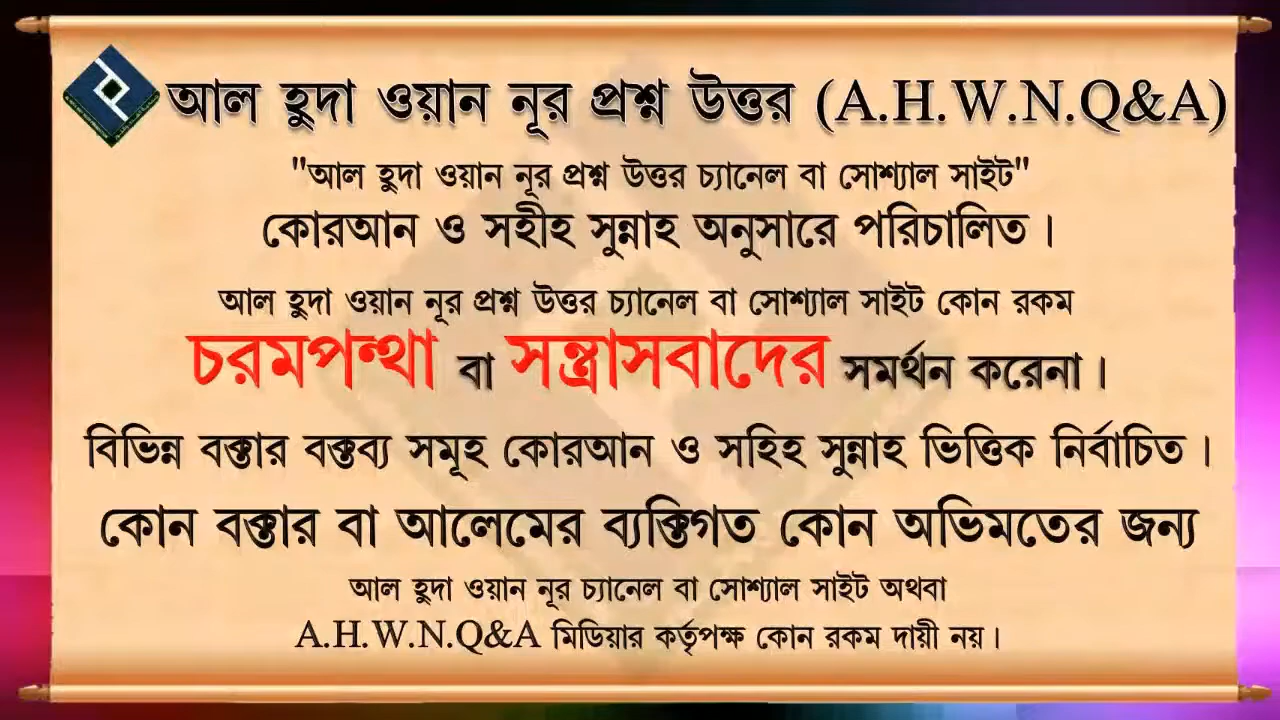 আল হুদা ওয়ান নূর প্রশ্ন উত্তর (A.H.W.N.Q&A)
"আল হুদা ওয়ান নূর প্রশ্ন উত্তর চ্যানেল বা সোশ্যাল সাইট"
কোরআন ও সহীহ সুন্নাহ অনুসারে পরিচালিত।
আল হুদা ওয়ান নূর প্রশ্ন উত্তর চ্যানেল বা সোশ্যাল সাইট কোন রকম
চরমপন্থা বা সন্ত্রাসবাদের সমর্থন করেনা।
বিভিন্ন বক্তার বক্তব্য সমূহ কোরআন ও সহিহ সুন্নাহ ভিত্তিক নির্বাচিত।
কোন বক্তার বা আলেমের ব্যক্তিগত কোন অভিমতের জন্য
আল হুদা ওয়ান নূর চ্যানেল বা সোশ্যাল সাইট অথবা
A.H.W.N.Q&A মিডিয়ার কর্তৃপক্ষ কোন রকম দায়ী নয়।